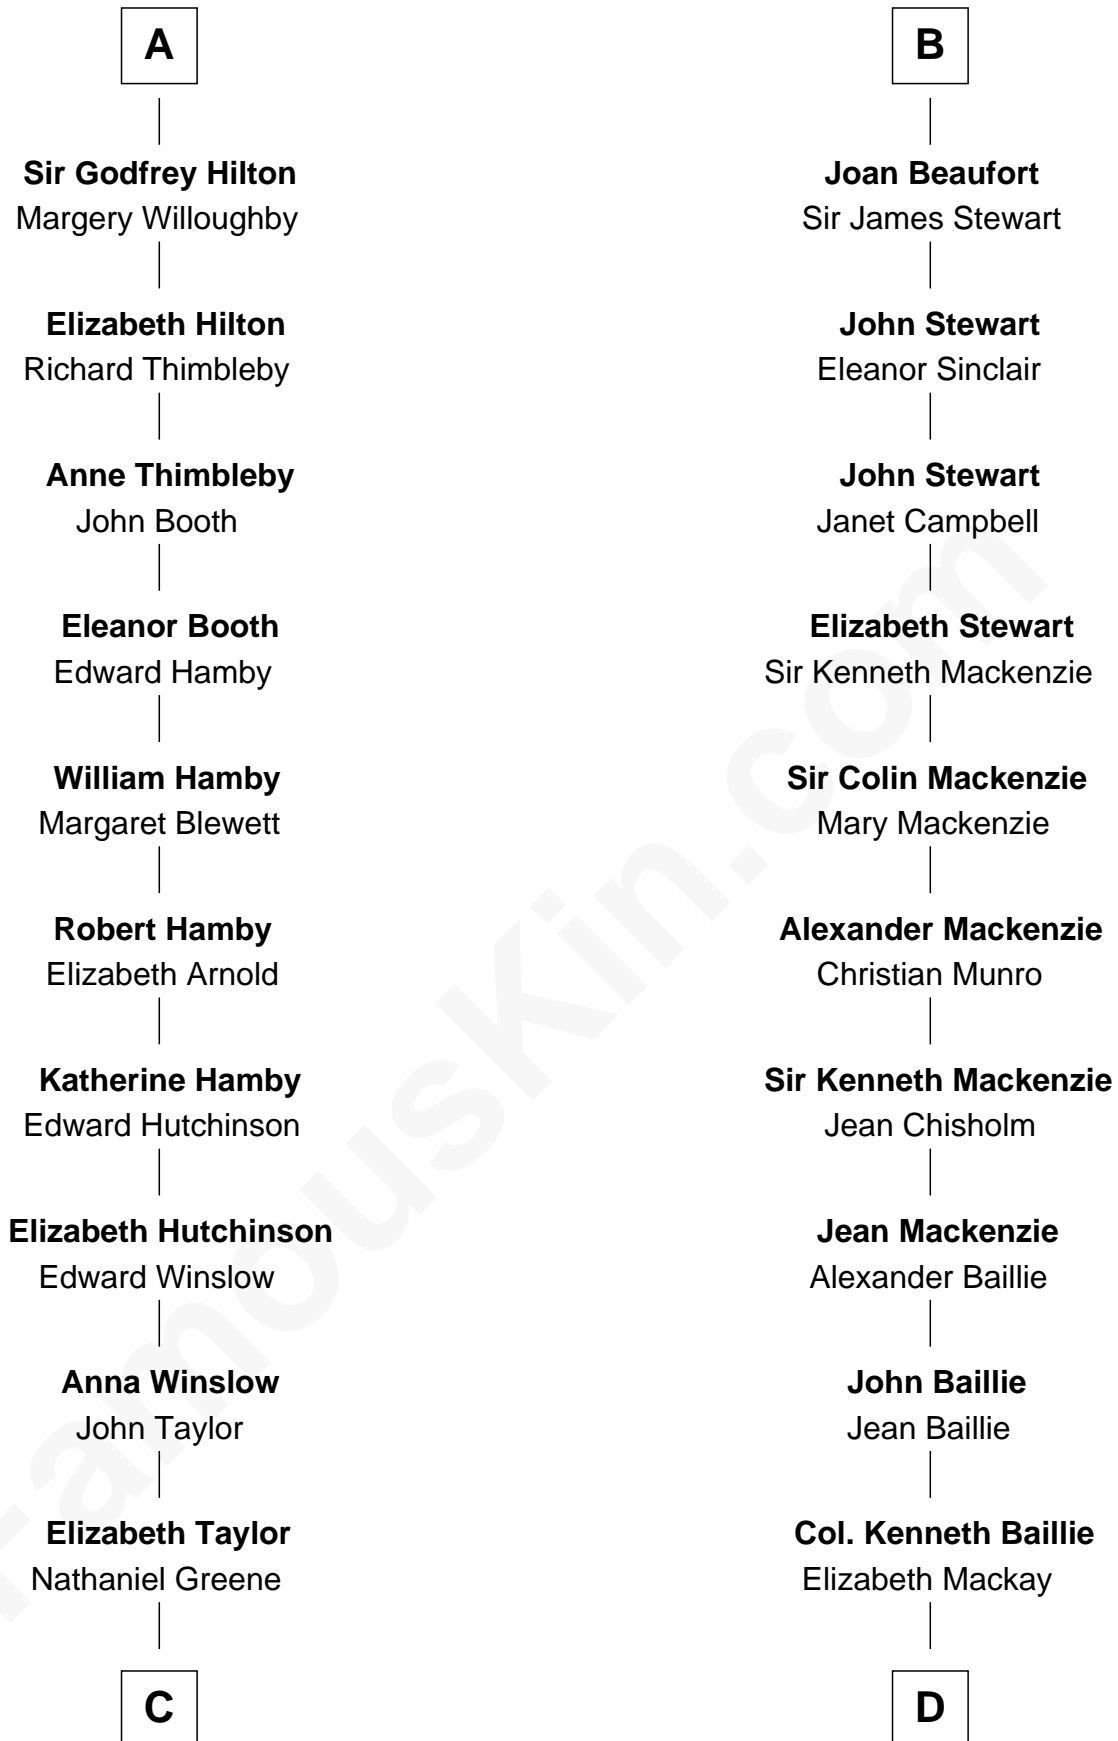 A
B
Sir Godfrey Hilton
Margery Willoughby
Joan Beaufort
Sir James Stewart
Elizabeth Hilton
Richard Thimbleby
John Stewart
Eleanor Sinclair
Anne Thimbleby
John Booth
John Stewart
Janet Campbell
Eleanor Booth
Edward Hamby
Elizabeth Stewart
Sir Kenneth Mackenzie
William Hamby
Margaret Blewett
Sir Colin Mackenzie
Mary Mackenzie
Robert Hamby
Elizabeth Arnold
Alexander Mackenzie
Christian Munro
Katherine Hamby
Edward Hutchinson
Sir Kenneth Mackenzie
Jean Chisholm
Elizabeth Hutchinson
Edward Winslow
Jean Mackenzie
Alexander Baillie
Anna Winslow
John Taylor
John Baillie
Jean Baillie
Elizabeth Taylor
Nathaniel Greene
Col. Kenneth Baillie
Elizabeth Mackay
C
D
FamousKin.com